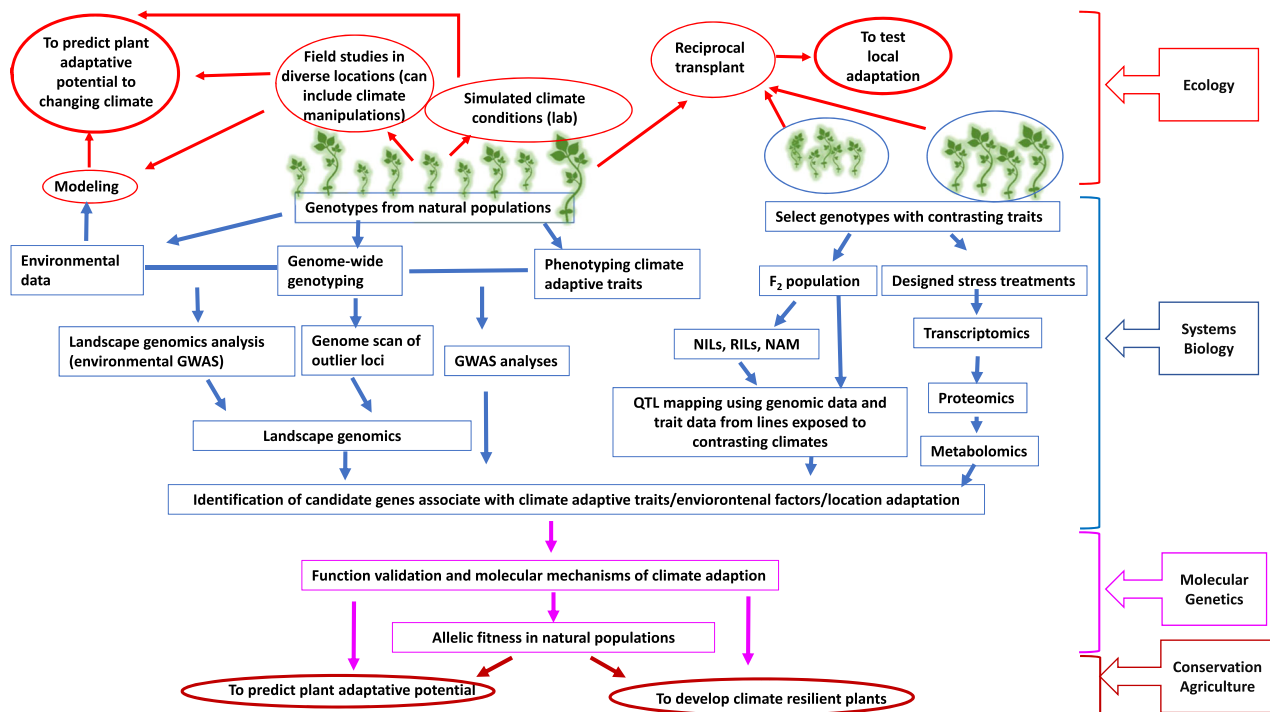 To predict plant
adaptative
potential to
changing climate
Field studies in
diverse locations (can
include climate
manipulations)
Simulated climate
conditions (lab)
Reciprocal
transplant
To test
local
adaptation
Ecology
Modeling
Genotypes from natural populations
Select genotypes with contrasting traits
Environmental
data
Genome-wide
genotyping
Phenotyping climate
adaptive traits
F₂ population
Designed stress treatments
Landscape genomics analysis
(environmental GWAS)
Genome scan of
outlier loci
GWAS analyses
NILs, RILs, NAM
Transcriptomics
Systems
Biology
QTL mapping using genomic data and
trait data from lines exposed to
contrasting climates
Proteomics
Landscape genomics
Metabolomics
Identification of candidate genes associate with climate adaptive traits/enviorontenal factors/location adaptation
Function validation and molecular mechanisms of climate adaption
Molecular
Genetics
Allelic fitness in natural populations
To predict plant adaptative potential
To develop climate resilient plants
Conservation
Agriculture